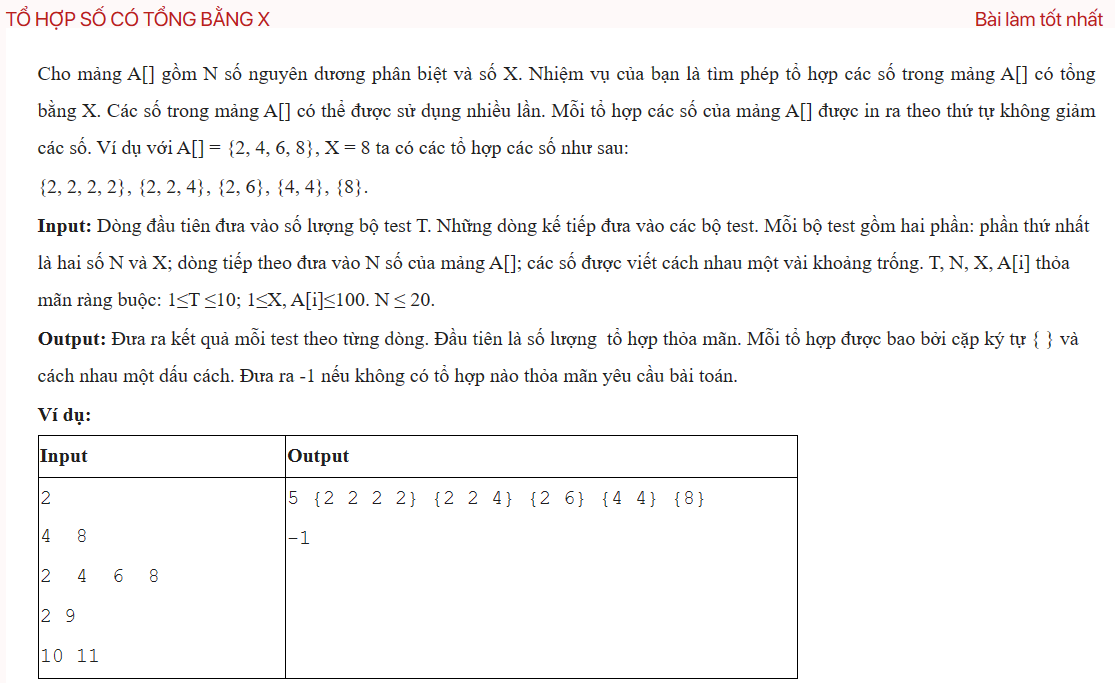 TỔ HỢP SỐ CÓ TỔNG BẰNG X
Bài làm tốt nhất
Cho mảng A[] gồm N số nguyên dương phân biệt và số X. Nhiệm vụ của bạn là tìm phép tổ hợp các số trong mảng A[] có tổng
bằng X. Các số trong mảng A[] có thể được sử dụng nhiều lần. Mỗi tổ hợp các số của mảng A[] được in ra theo thứ tự không giảm
các số. Ví dụ với A[] = {2, 4, 6, 8}, X = 8 ta có các tổ hợp các số như sau:
{2, 2, 2, 2}, {2, 2, 4}, {2, 6}, {4, 4}, {8}.
Input: Dòng đầu tiên đưa vào số lượng bộ test T. Những dòng kế tiếp đưa vào các bộ test. Mỗi bộ test gồm hai phần: phần thứ nhất
là hai số N và X; dòng tiếp theo đưa vào N số của mảng A[]; các số được viết cách nhau một vài khoảng trống. T, N, X, A[i] thỏa
mãn ràng buộc: 1≤T ≤10; 1≤X, A[i]≤100. N ≤ 20.
Output: Đưa ra kết quả mỗi test theo từng dòng. Đầu tiên là số lượng  tổ hợp thỏa mãn. Mỗi tổ hợp được bao bởi cặp ký tự { } và
cách nhau một dấu cách. Đưa ra -1 nếu không có tổ hợp nào thỏa mãn yêu cầu bài toán.
Ví dụ:
Input
Output
2
4  8
2  4  6  8
2 9
10 11
5 {2 2 2 2} {2 2 4} {2 6} {4 4} {8}
-1